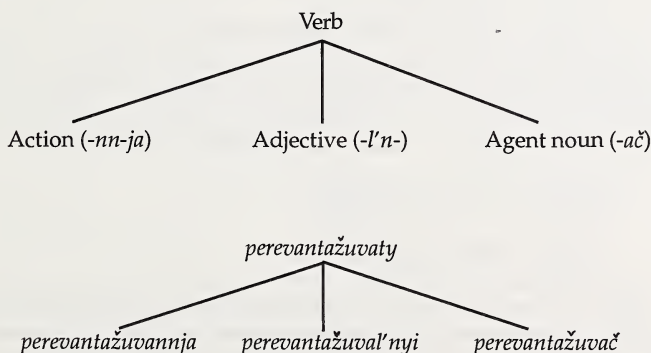 Verb
Action (-nn-ja) Adjective (-l'n-) Agent noun (-ač)
perevantažuvaty
perevantažuvannja perevantažuval'nyi perevantažuvač